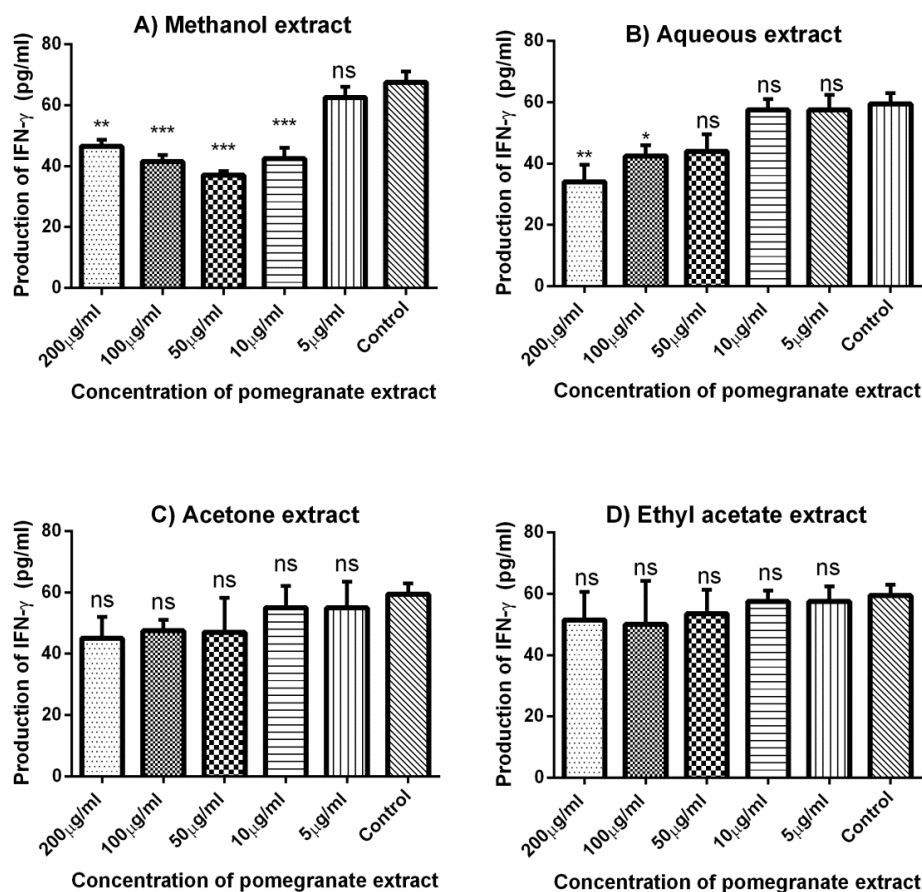 A) Methanol extract
Production of IFN-γ (pg/ml)
80
60
40
20
0
**
***
***
***
ns
200μg/ml
100μg/ml
50μg/ml
10μg/ml
5μg/ml
Control
Concentration of pomegranate extract
B) Aqueous extract
Production of IFN-γ (pg/ml)
80
60
40
20
0
**
*
ns
ns
ns
200μg/ml
100μg/ml
50μg/ml
10μg/ml
5μg/ml
Control
Concentration of pomegranate extract
C) Acetone extract
Production of IFN-γ (pg/ml)
80
60
40
20
0
ns
ns
ns
ns
ns
200μg/ml
100μg/ml
50μg/ml
10μg/ml
5μg/ml
Control
Concentration of pomegranate extract
D) Ethyl acetate extract
Production of IFN-γ (pg/ml)
80
60
40
20
0
ns
ns
ns
ns
ns
200μg/ml
100μg/ml
50μg/ml
10μg/ml
5μg/ml
Control
Concentration of pomegranate extract